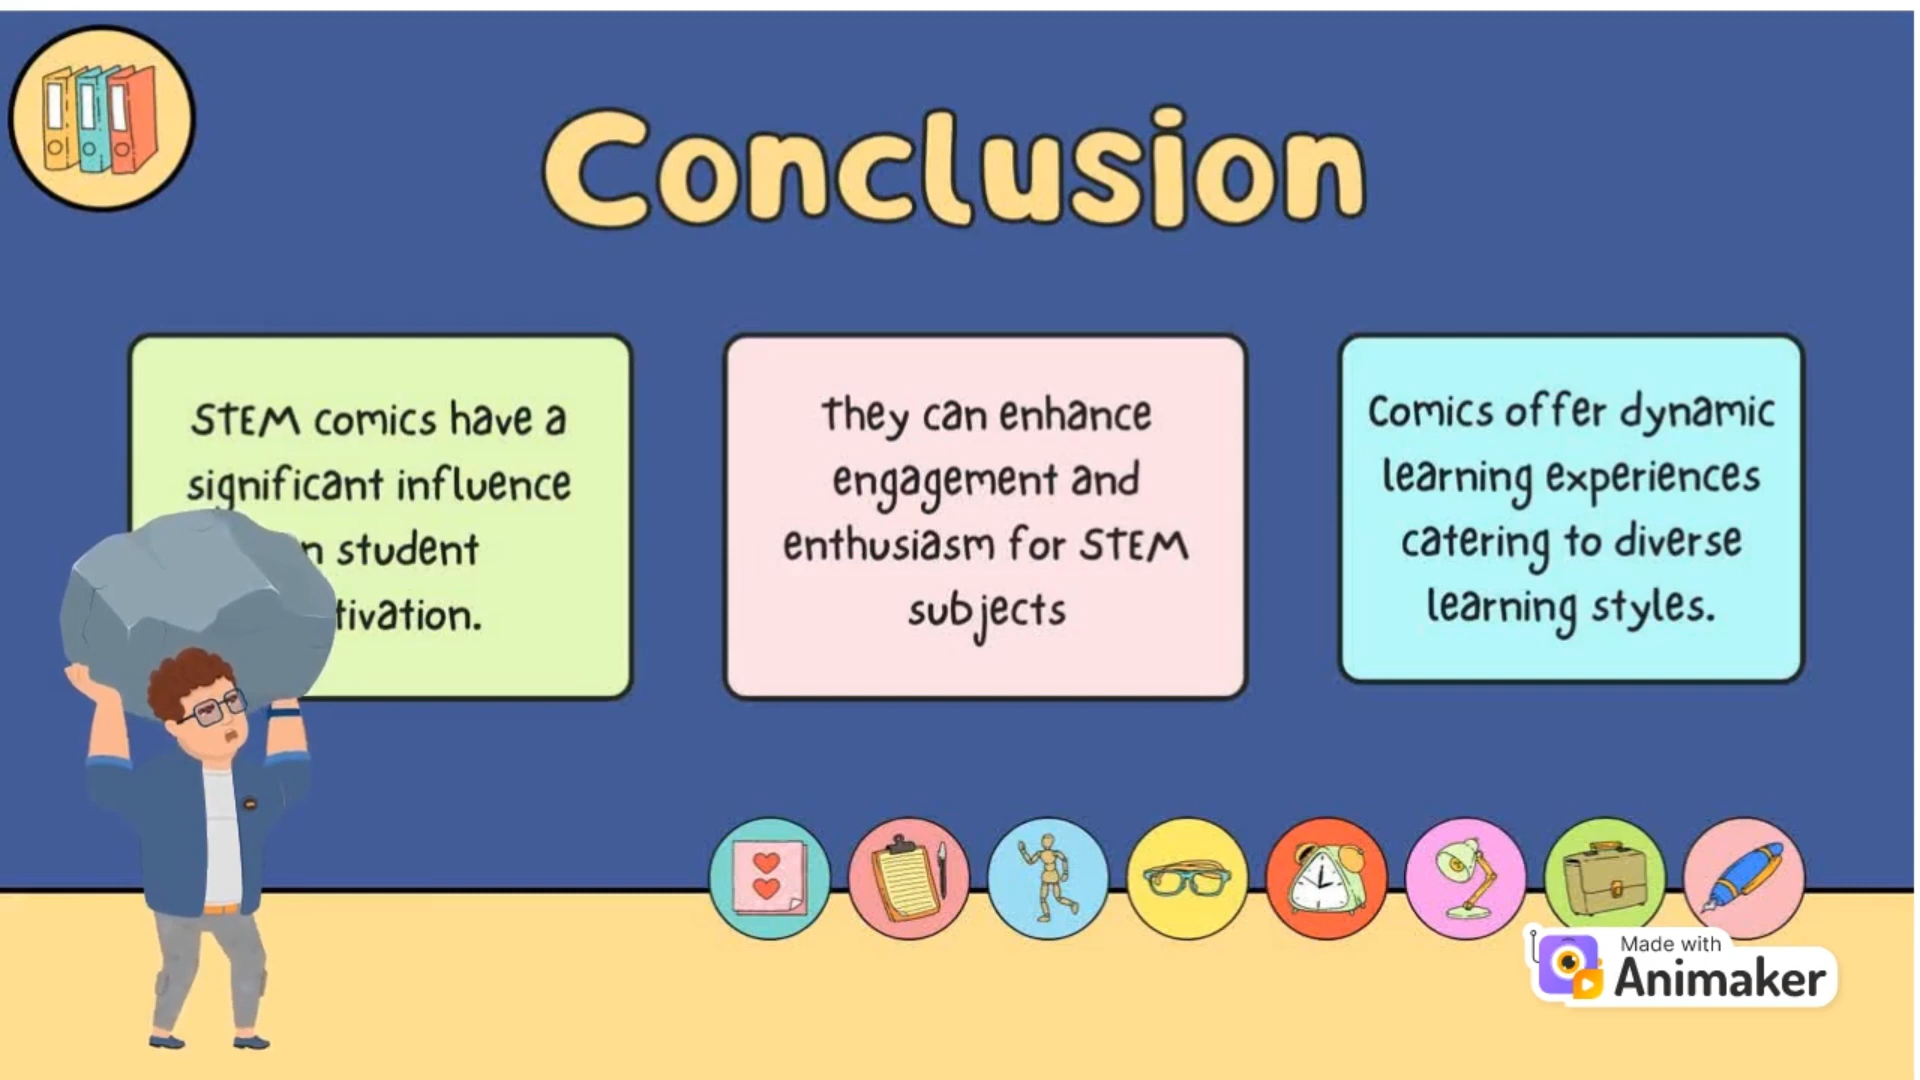 Conclusion
STEM comics have a
significant influence
student
They can enhance
engagement and
enthusiasm for STEM
subjects
Comics offer dynamic
learning experiences
catering to diverse
learning styles.
Made with
Animaker